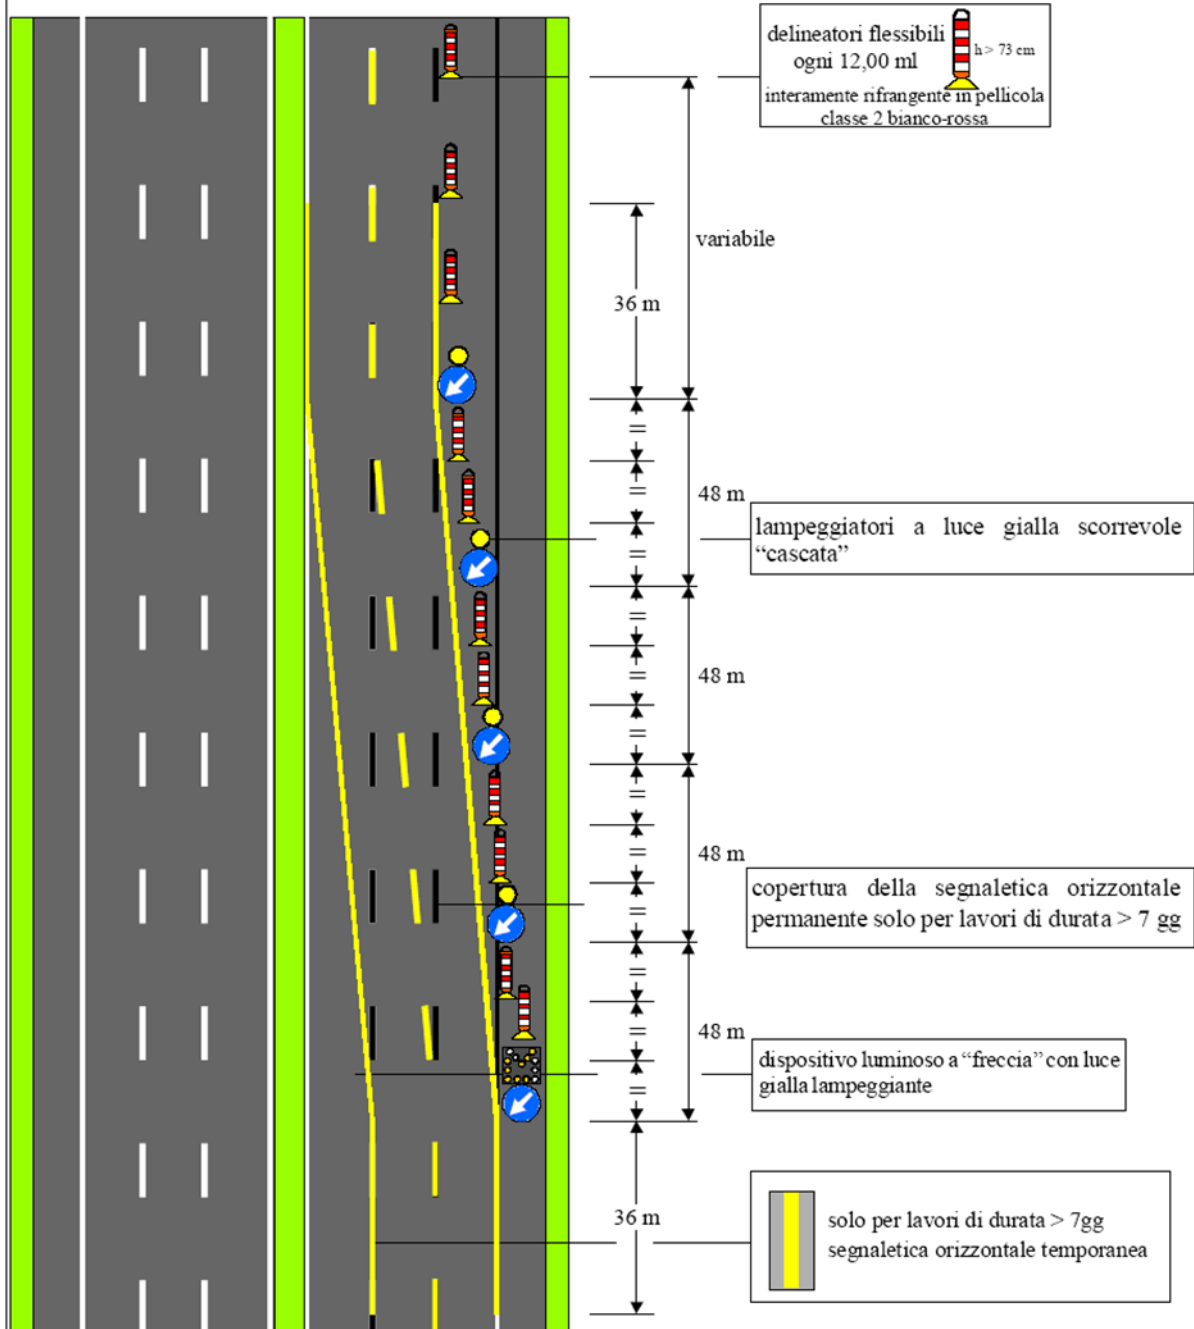 delineatori flessibili
ogni 12,00 ml
h > 73 cm
interamente rifrangente in pellicola
classe 2 bianco-rossa
variabile
36 m
=
=
48 m
=
lampeggiatori a luce gialla scorrevole
“cascata”
=
=
48 m
=
=
48 m
=
=
copertura della segnaletica orizzontale
permanente solo per lavori di durata > 7 gg
=
=
48 m
=
dispositivo luminoso a “freccia” con luce
gialla lampeggiante
36 m
solo per lavori di durata > 7gg
segnaletica orizzontale temporanea